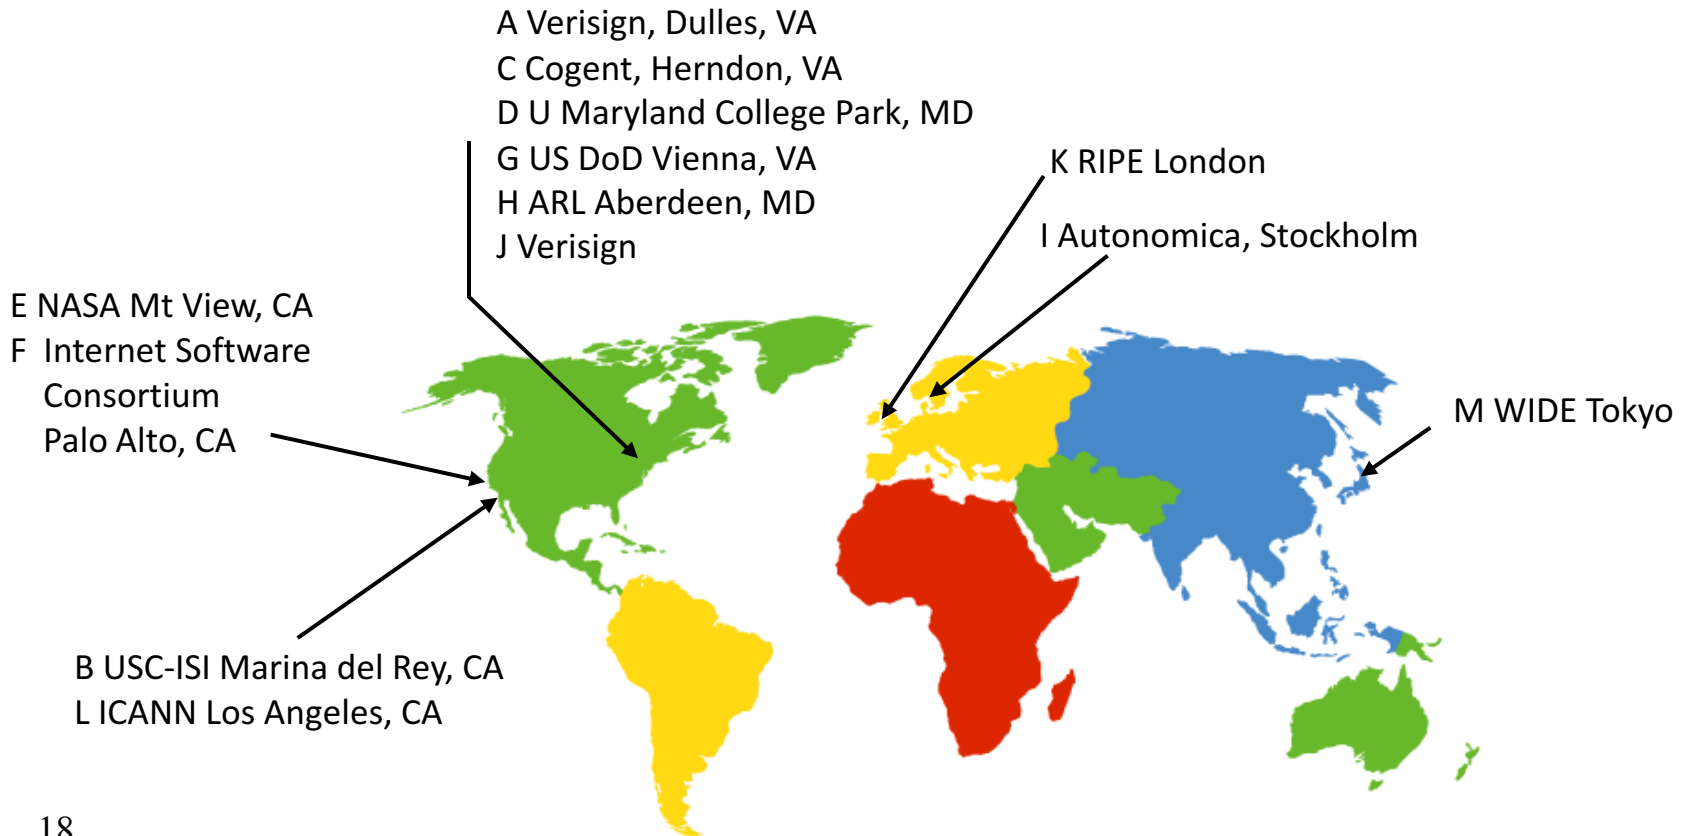 A Verisign, Dulles, VA
C Cogent, Herndon, VA
D U Maryland College Park, MD
G US DoD Vienna, VA
H ARL Aberdeen, MD
J Verisign
K RIPE London
I Autonomica, Stockholm
E NASA Mt View, CA
F Internet Software
Consortium
Palo Alto, CA
M WIDE Tokyo
B USC-ISI Marina del Rey, CA
L ICANN Los Angeles, CA
18